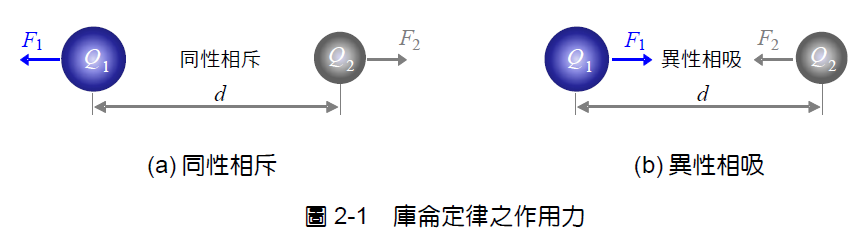 F1 Q1 同性相斥 Q2 F2
d
(a) 同性相斥
Q1 F1 異性相吸 F2 Q2
d
(b) 異性相吸
圖 2-1 庫侖定律之作用力